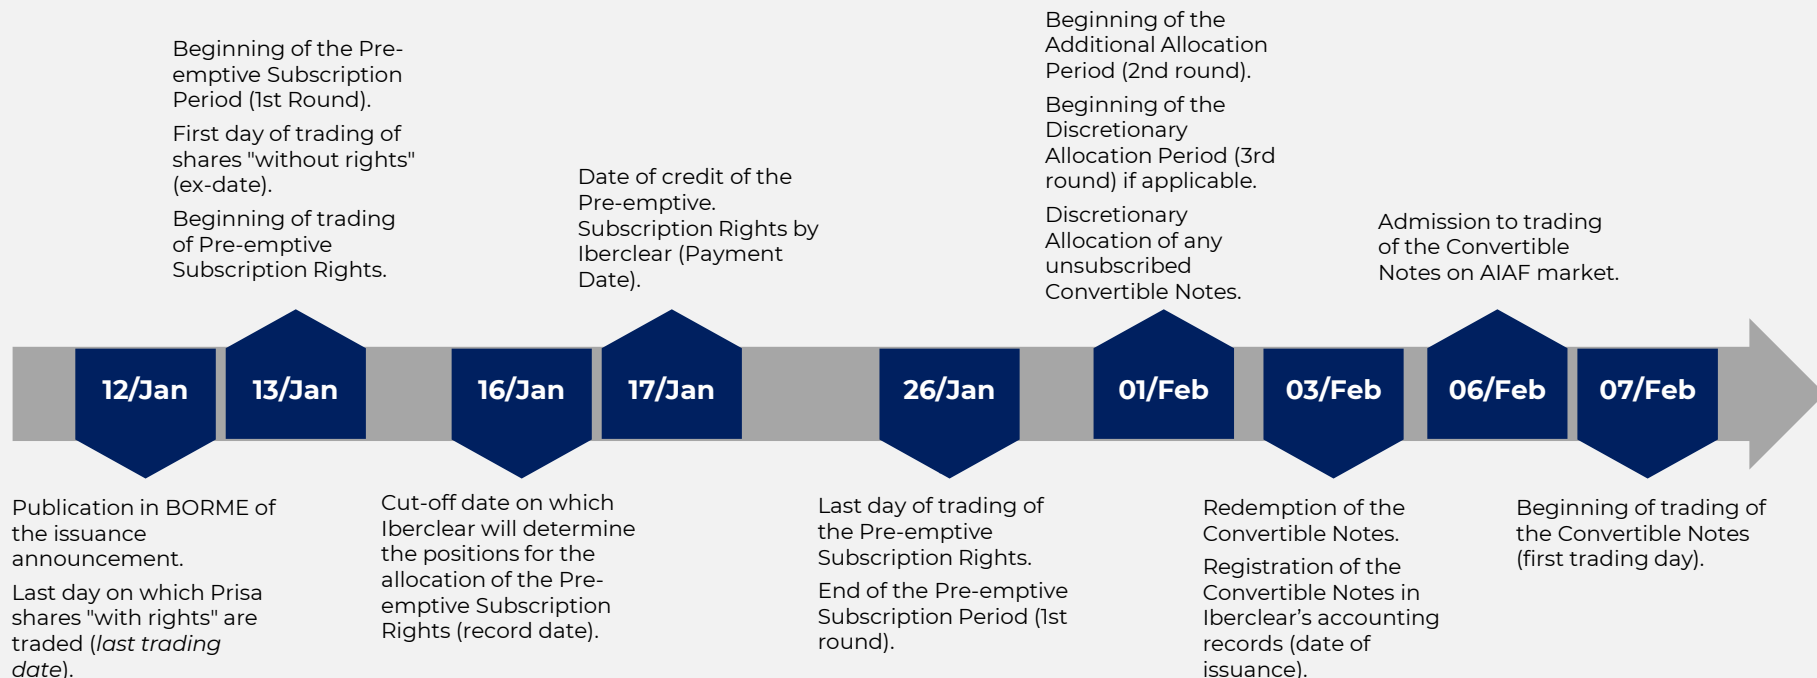 Beginning of the Pre-
emptive Subscription
Period (1st Round).
First day of trading of
shares "without rights"
(ex-date).
Beginning of trading
of Pre-emptive
Subscription Rights.
Date of credit of the
Pre-emptive.
Subscription Rights by
Iberclear (Payment
Date).
Beginning of the
Additional Allocation
Period (2nd round).
Beginning of the
Discretionary
Allocation Period (3rd
round) if applicable.
Discretionary
Allocation of any
unsubscribed
Convertible Notes.
Admission to trading
of the Convertible
Notes on AIAF market.
12/Jan
13/Jan
16/Jan
17/Jan
26/Jan
01/Feb
03/Feb
06/Feb
07/Feb
Publication in BORME of
the issuance
announcement.
Last day on which Prisa
shares "with rights" are
traded (last trading
date).
Cut-off date on which
Iberclear will determine
the positions for the
allocation of the Pre-
emptive Subscription
Rights (record date).
Last day of trading of
the Pre-emptive
Subscription Rights.
End of the Pre-emptive
Subscription Period (1st
round).
Redemption of the
Convertible Notes.
Registration of the
Convertible Notes in
Iberclear's accounting
records (date of
issuance).
Beginning of trading of
the Convertible Notes
(first trading day).